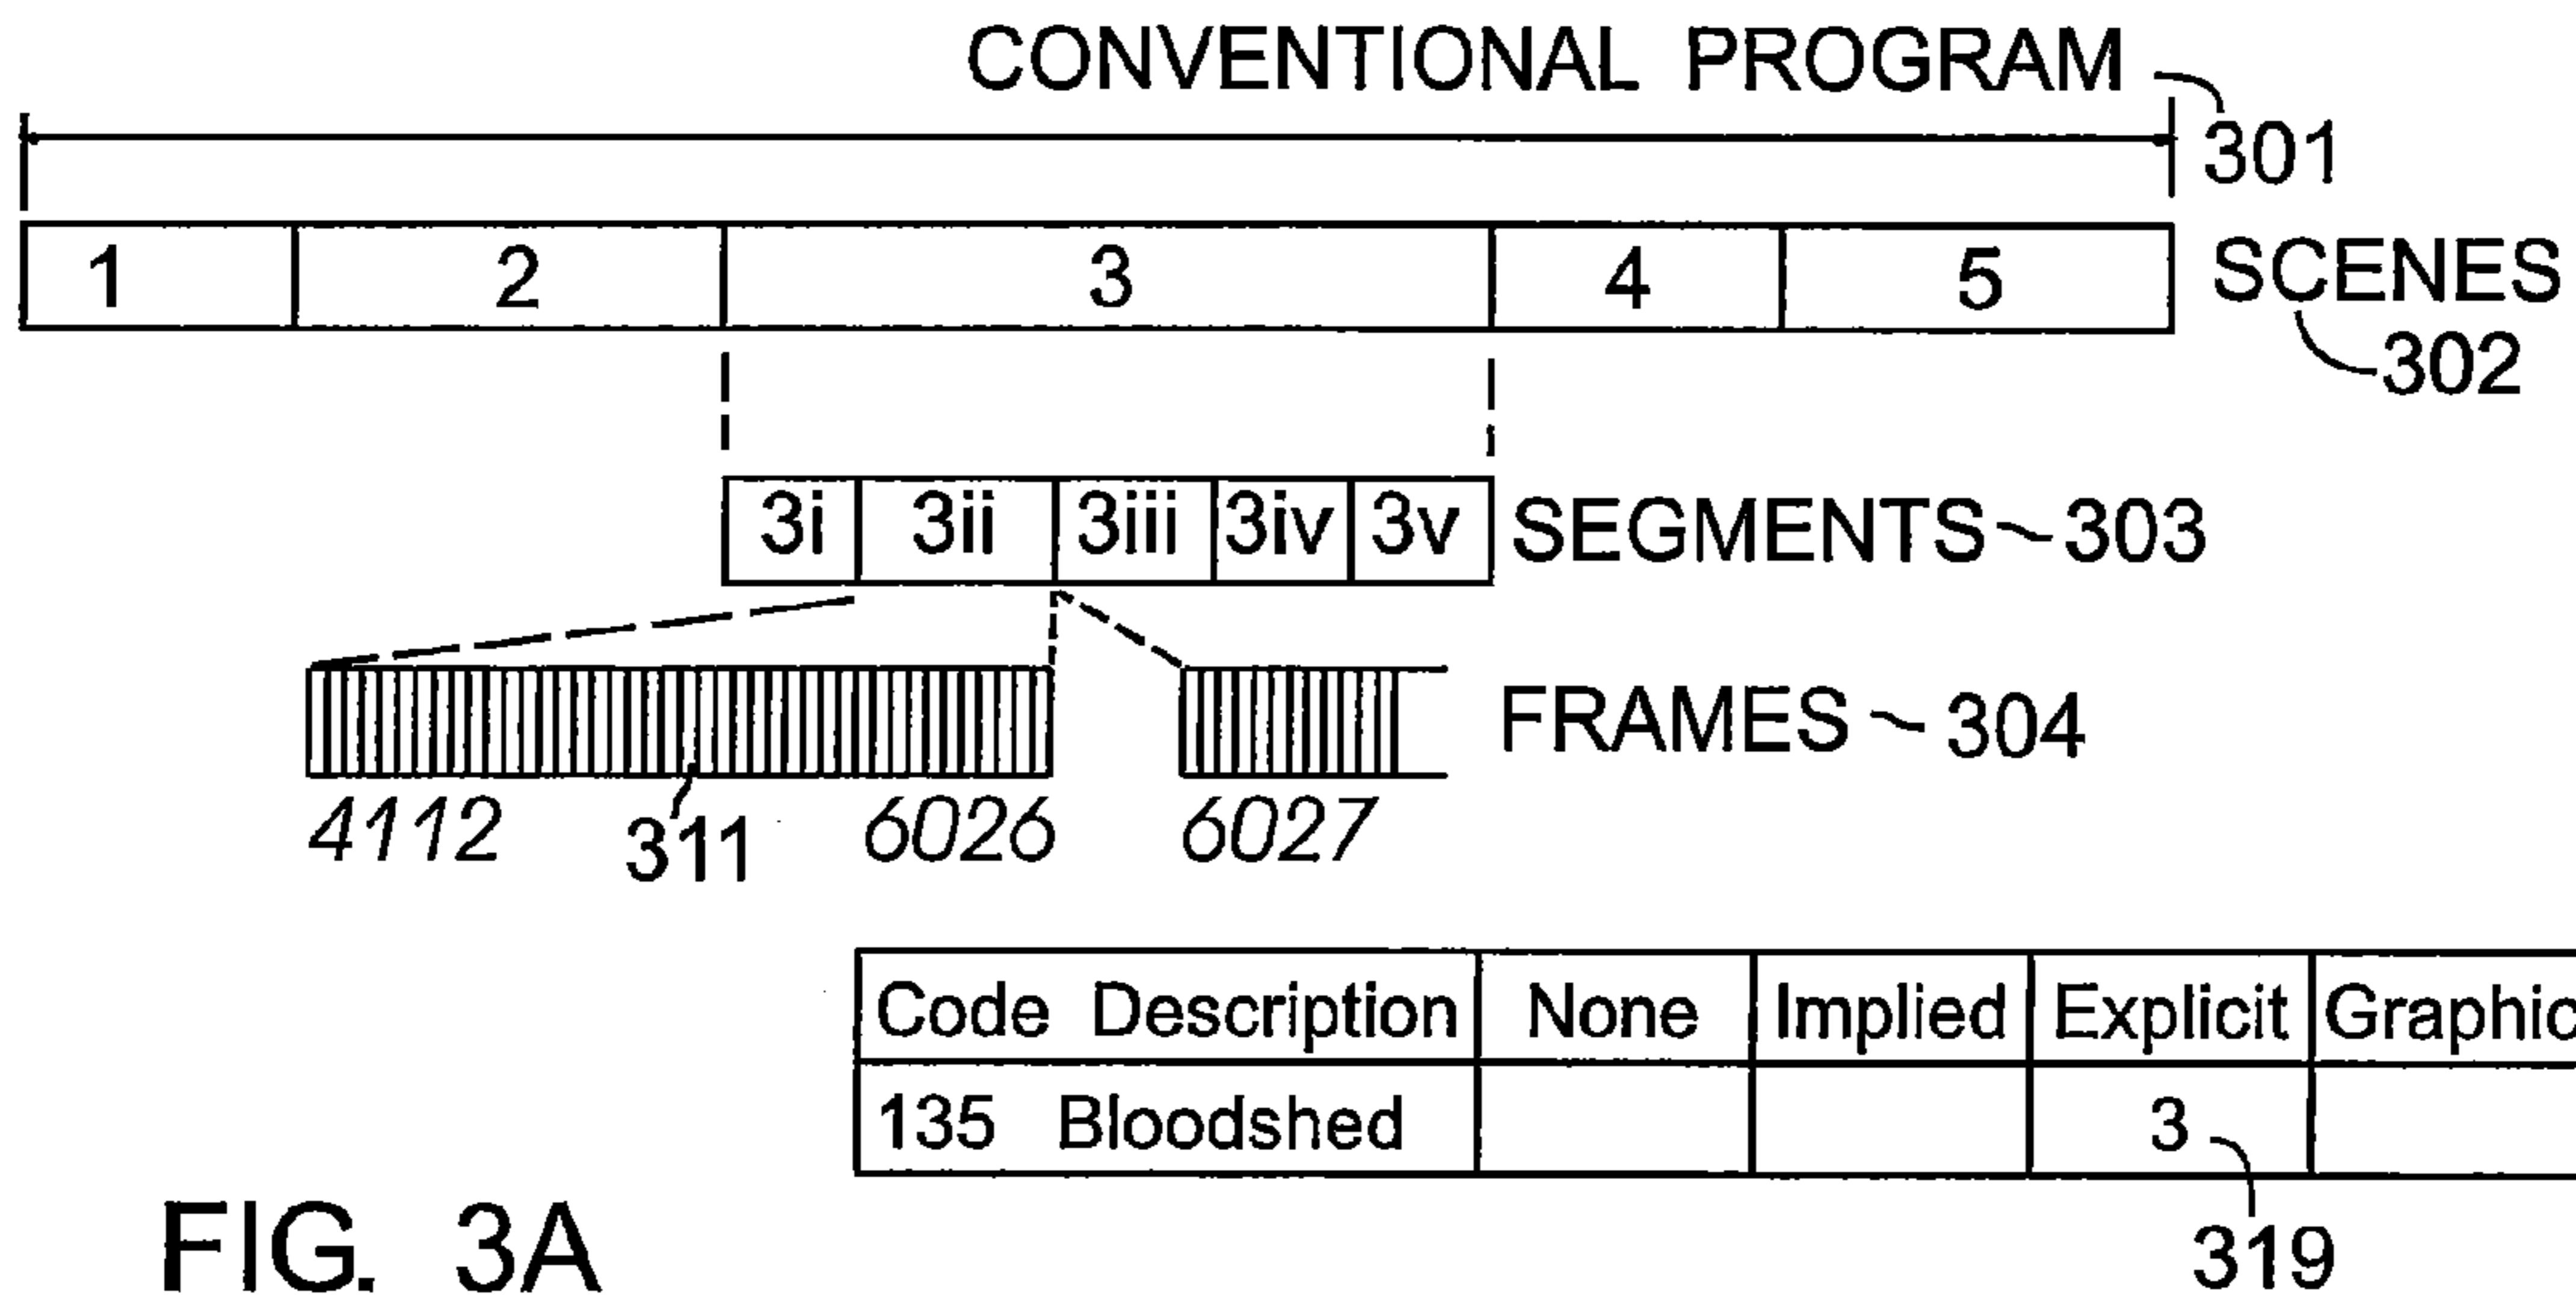 CONVENTIONAL PROGRAM
301
1 2 3 4 5 SCENES
302
3i 3ii 3iii 3iv 3v SEGMENTS 303
FRAMES 304
4112 311 6026 6027
Code Description None Implied Explicit Graphic
135 Bloodshed 3
319
FIG. 3A